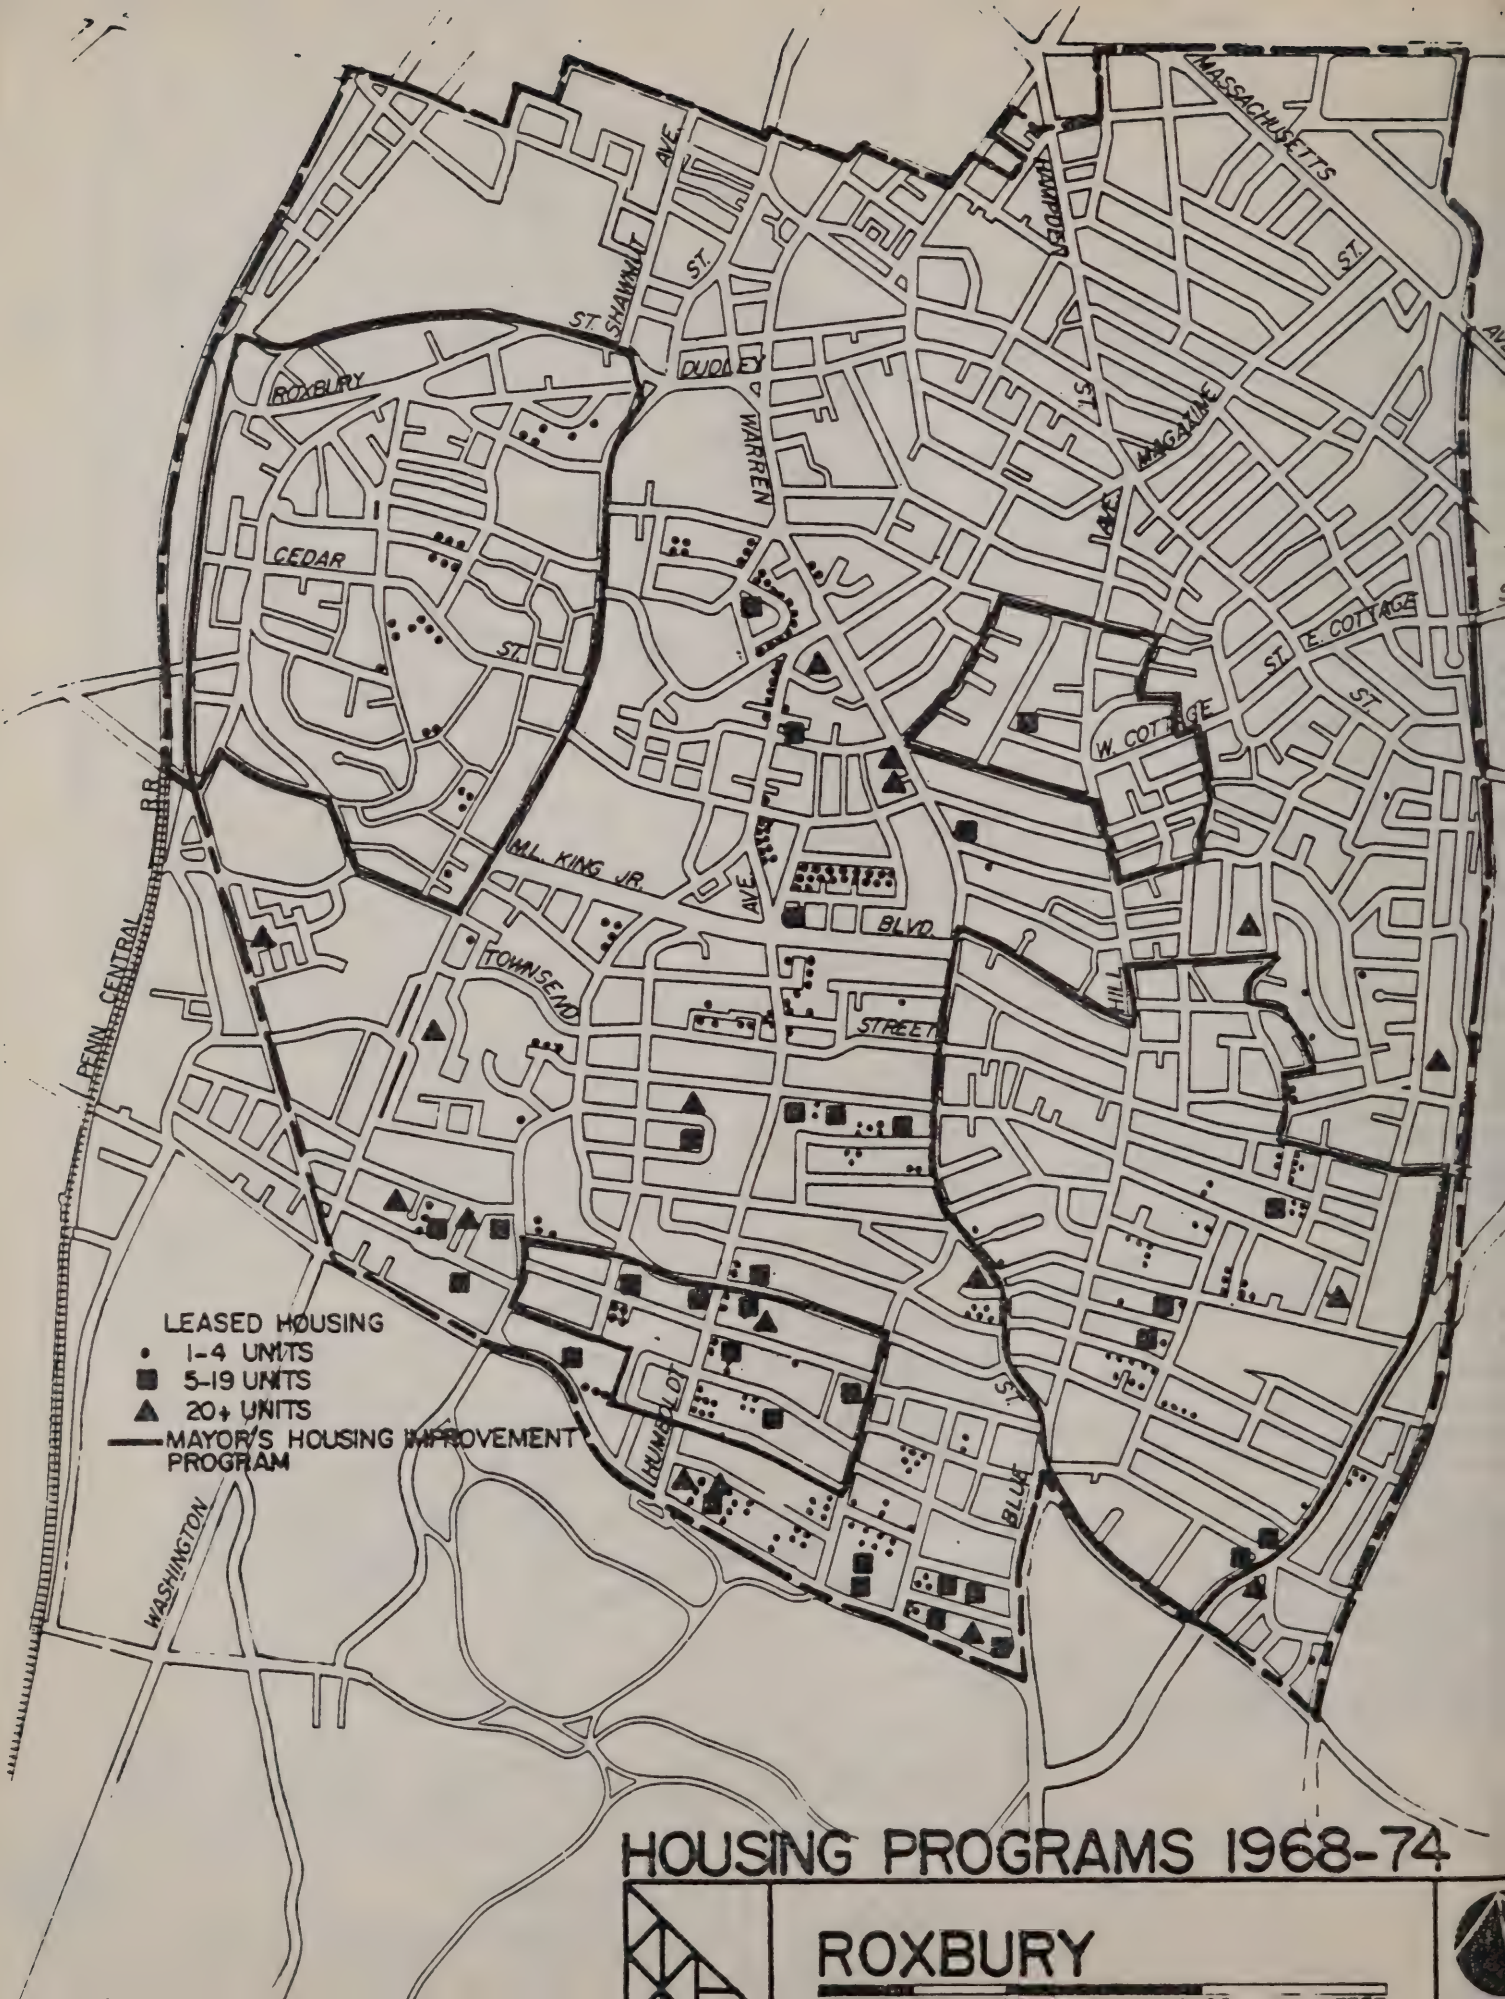 MASSACHUSETTS
AVE.
HAMPDEN
ST.
SHAWMUT
ST.
ST.
DUDLEY
AVE
ROXBURY
WARREN
ST.
MAGAZINE
AVE.
CEDAR
E. COTTAGE
ST.
ST.
ST.
W. COTTAGE
R.R.
M.L. KING JR.
AVE.
BLVD.
PENN CENTRAL
TOWNSEND
HILL
STREET
LEASED HOUSING
1-4 UNITS
5-19 UNITS
20+ UNITS
MAYOR'S HOUSING IMPROVEMENT
PROGRAM
HUMBOLDT
ST.
BLUE
WASHINGTON
HOUSING PROGRAMS 1968-74
ROXBURY